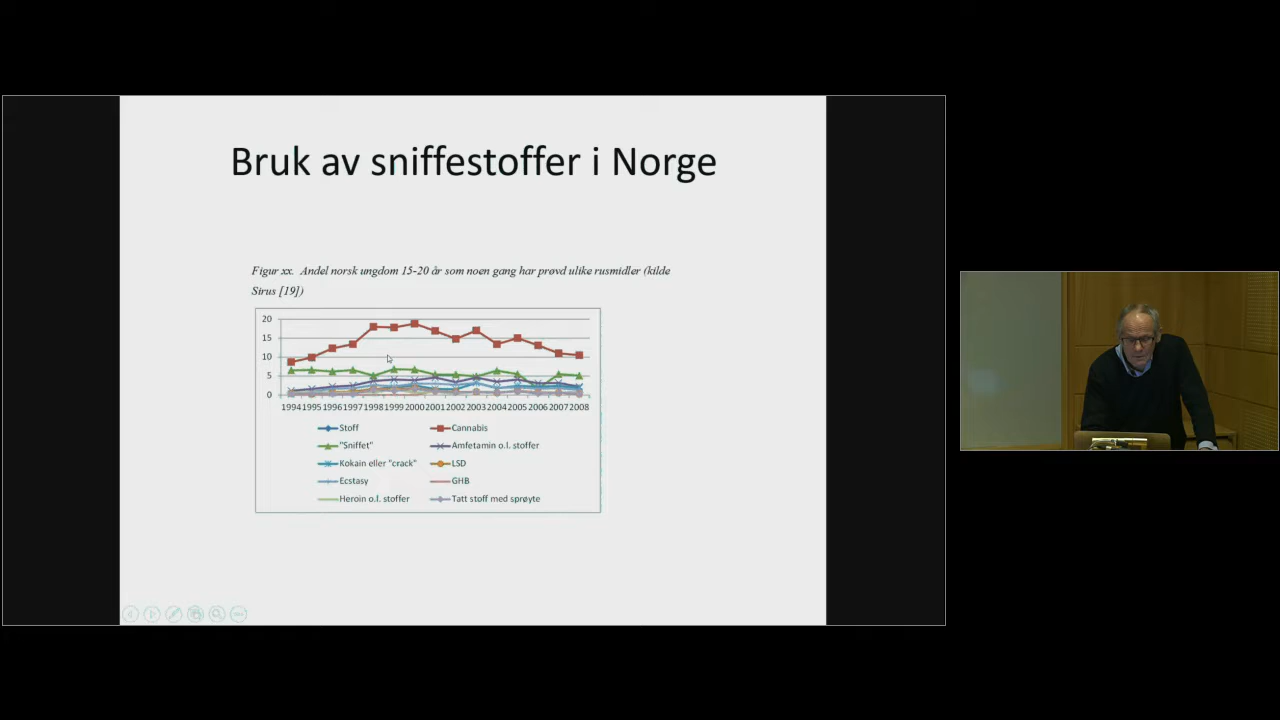 Bruk av sniffestoffer i Norge
Figur xx. Andel norsk ungdom 15-20 år som noen gang har prøvd ulike rusmidler (kilde
Sirus [19])
20
15
10
5
0
1994 1995 1996 1997 1998 1999 2000 2001 2002 2003 2004 2005 2006 2007 2008
Stoff Cannabis
"Sniffet" Amfetamin o.l. stoffer
Kokain eller "crack" LSD
Ecstasy GHB
Heroin o.l. stoffer Tatt stoff med sprøyte